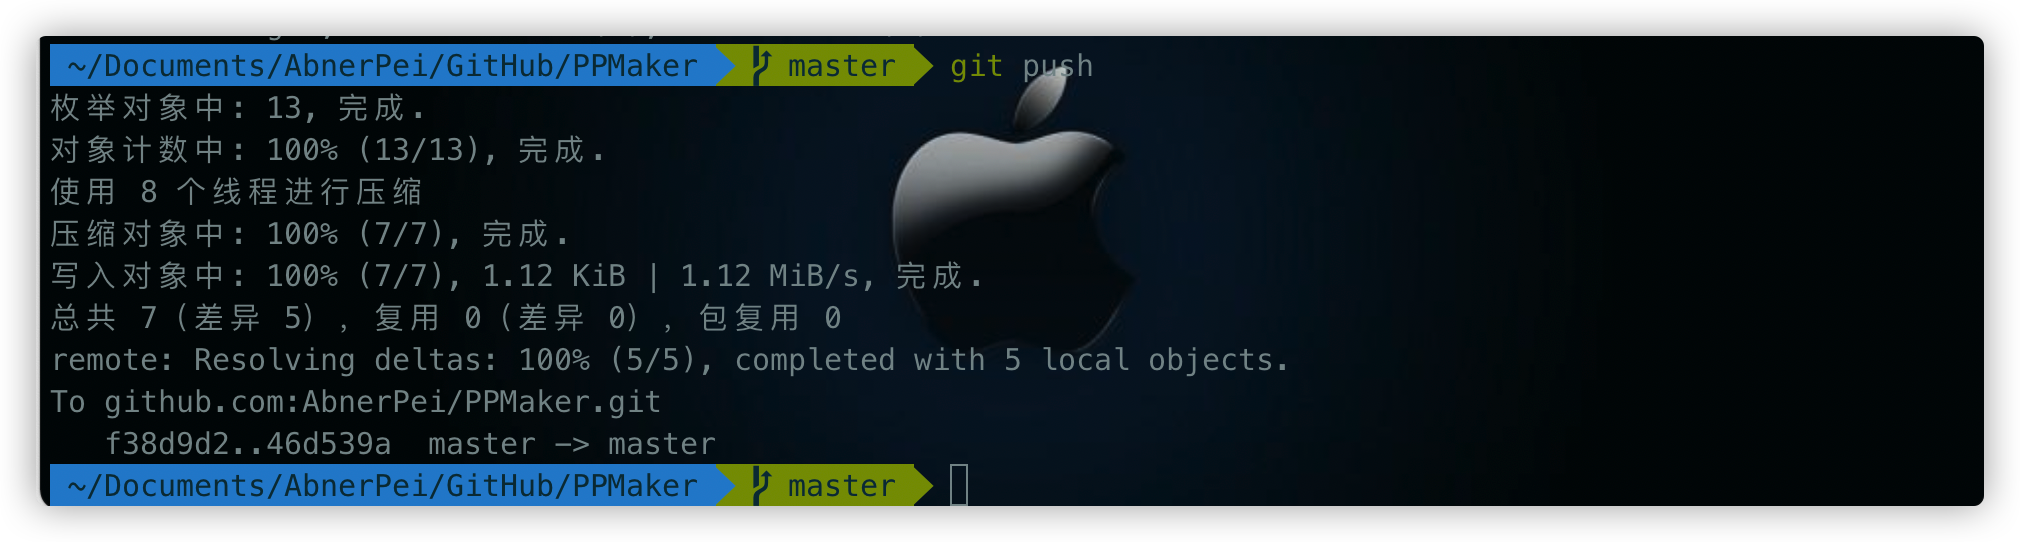 ~/Documents/AbnerPei/GitHub/PPMaker master git push
枚举对象中: 13, 完成.
对象计数中: 100% (13/13), 完成.
使用 8 个线程进行压缩
压缩对象中: 100% (7/7), 完成.
写入对象中: 100% (7/7), 1.12 KiB | 1.12 MiB/s, 完成.
总共 7（差异 5），复用 0（差异 0），包复用 0
remote: Resolving deltas: 100% (5/5), completed with 5 local objects.
To github.com:AbnerPei/PPMaker.git
   f38d9d2..46d539a  master -> master
~/Documents/AbnerPei/GitHub/PPMaker master